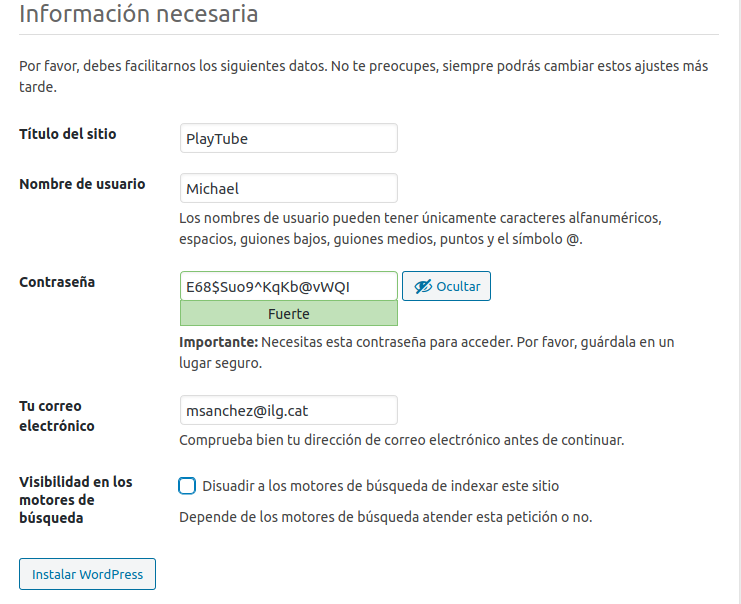 Información necesaria
Por favor, debes facilitarnos los siguientes datos. No te preocupes, siempre podrás cambiar estos ajustes más
tarde.
Título del sitio
PlayTube
Nombre de usuario
Michael
Los nombres de usuario pueden tener únicamente caracteres alfanuméricos,
espacios, guiones bajos, guiones medios, puntos y el símbolo @.
Contraseña
E68$Suo9^KqKb@vWQI
Ocultar
Fuerte
Importante: Necesitas esta contraseña para acceder. Por favor, guárdala en un
lugar seguro.
Tu correo
electrónico
msanchez@ilg.cat
Comprueba bien tu dirección de correo electrónico antes de continuar.
Visibilidad en los
motores de
búsqueda
Disuadir a los motores de búsqueda de indexar este sitio
Depende de los motores de búsqueda atender esta petición o no.
Instalar WordPress